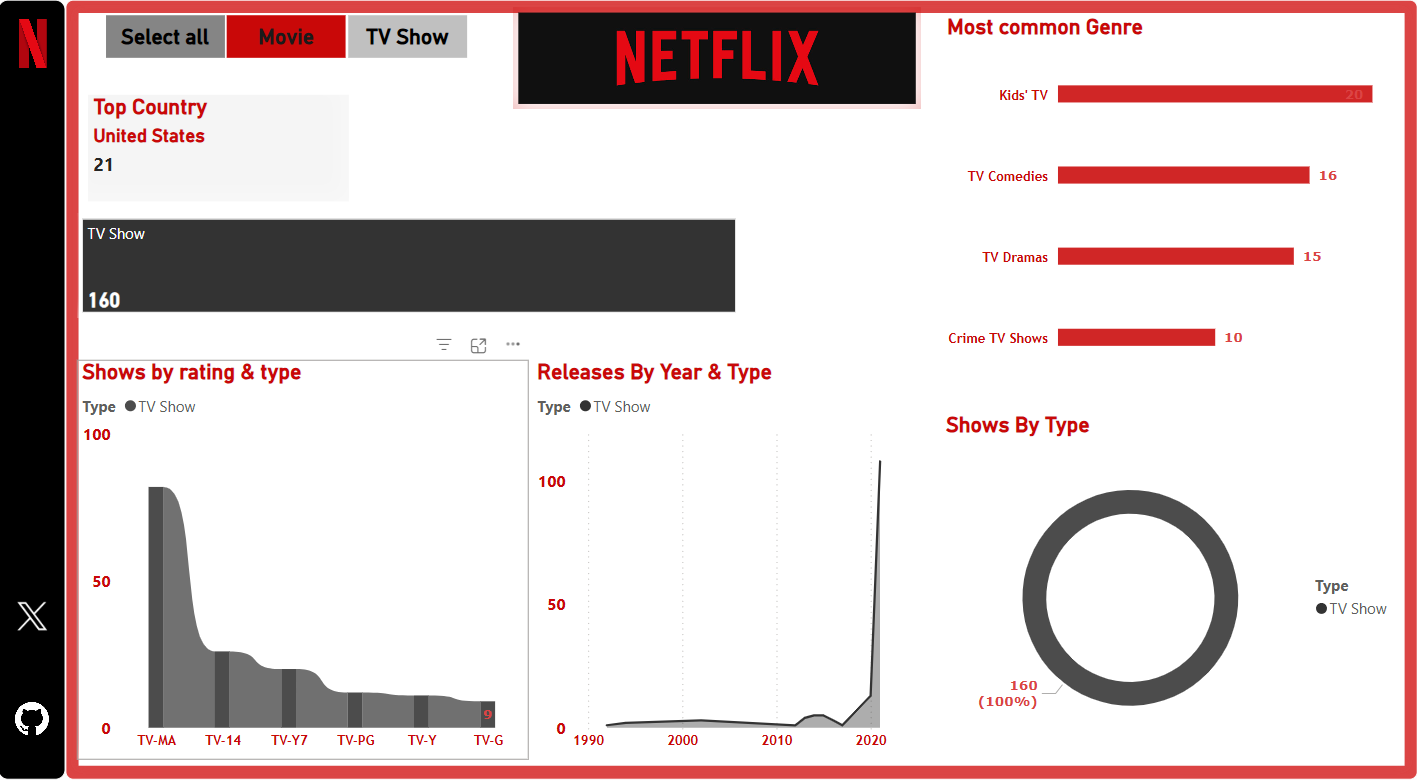 N
Select all
Movie
TV Show
NETFLIX
Top Country
United States
21
TV Show
160
Most common Genre
Kids' TV
20
TV Comedies
16
TV Dramas
15
Crime TV Shows
10
Shows by rating & type
Type TV Show
100
50
0
9
TV-MA TV-14 TV-Y7 TV-PG TV-Y TV-G
Releases By Year & Type
Type TV Show
100
50
0
1990 2000 2010 2020
Shows By Type
Type
TV Show
160
(100%)
X